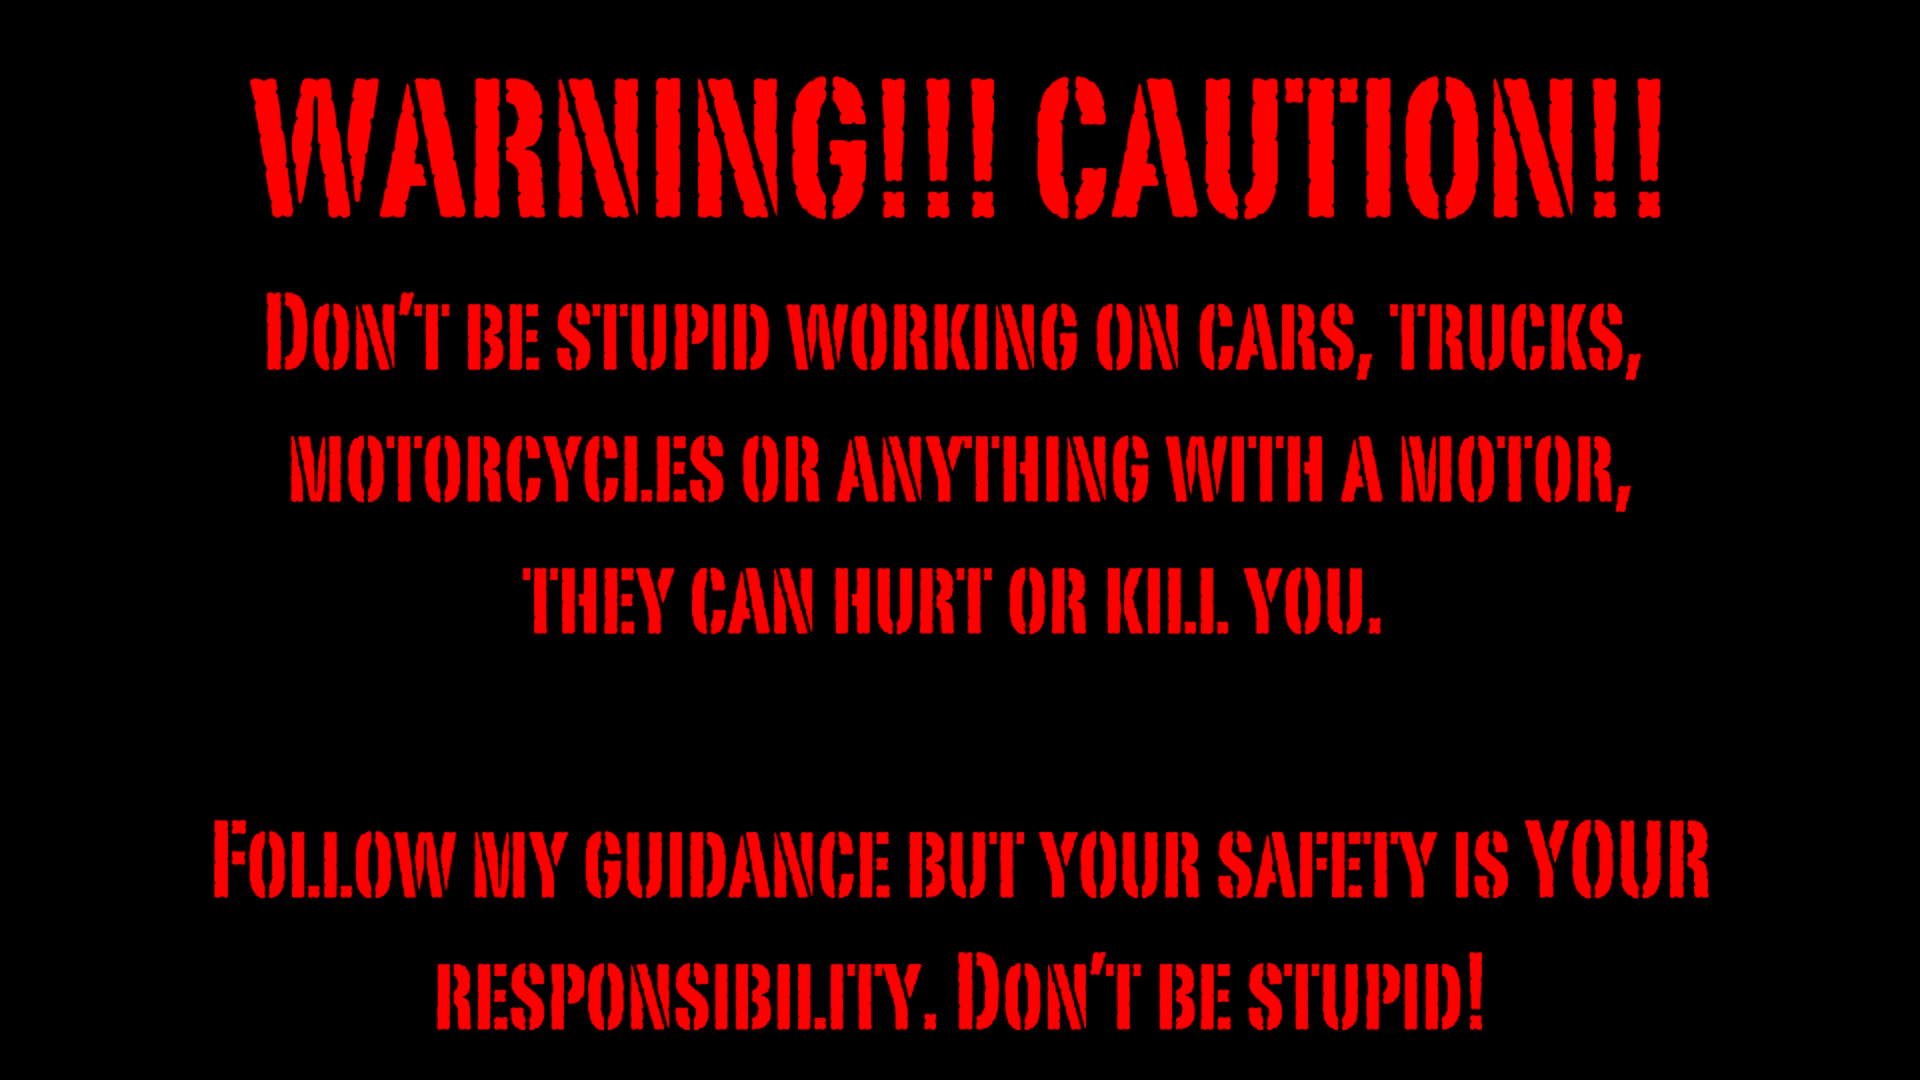 WARNING!!! CAUTION!!
DON'T BE STUPID WORKING ON CARS, TRUCKS,
MOTORCYCLES OR ANYTHING WITH A MOTOR,
THEY CAN HURT OR KILL YOU.
FOLLOW MY GUIDANCE BUT YOUR SAFETY IS YOUR
RESPONSIBILITY. DON'T BE STUPID!